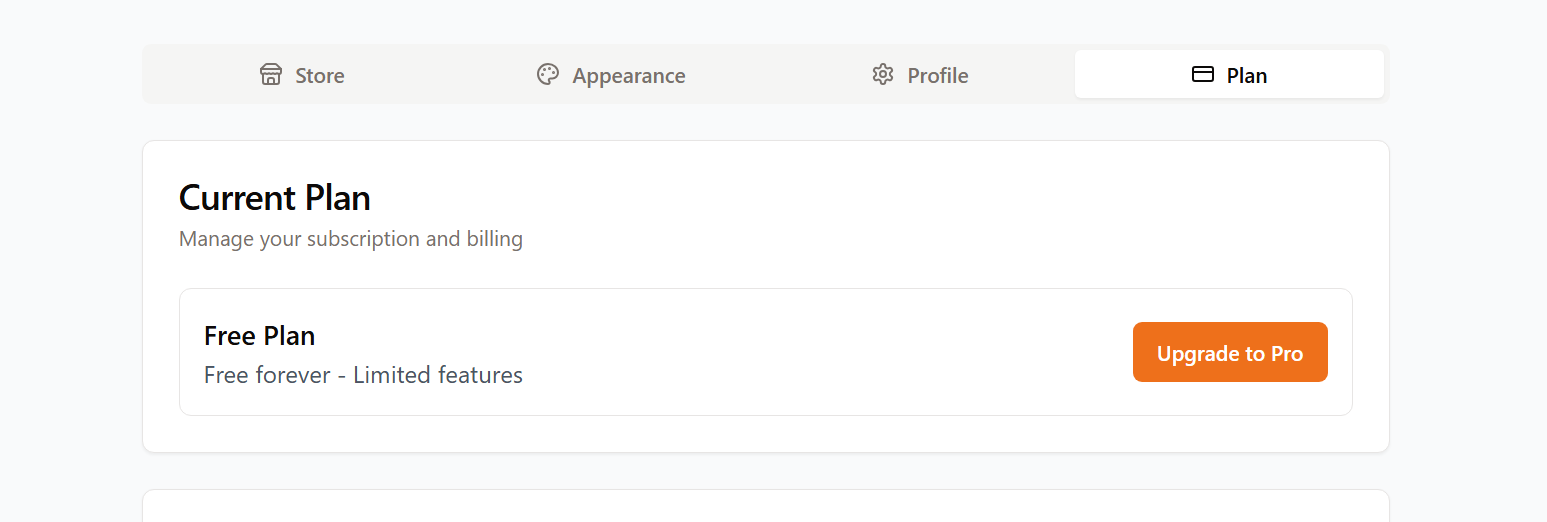 Store
Appearance
Profile
Plan
Current Plan
Manage your subscription and billing
Free Plan
Free forever - Limited features
Upgrade to Pro